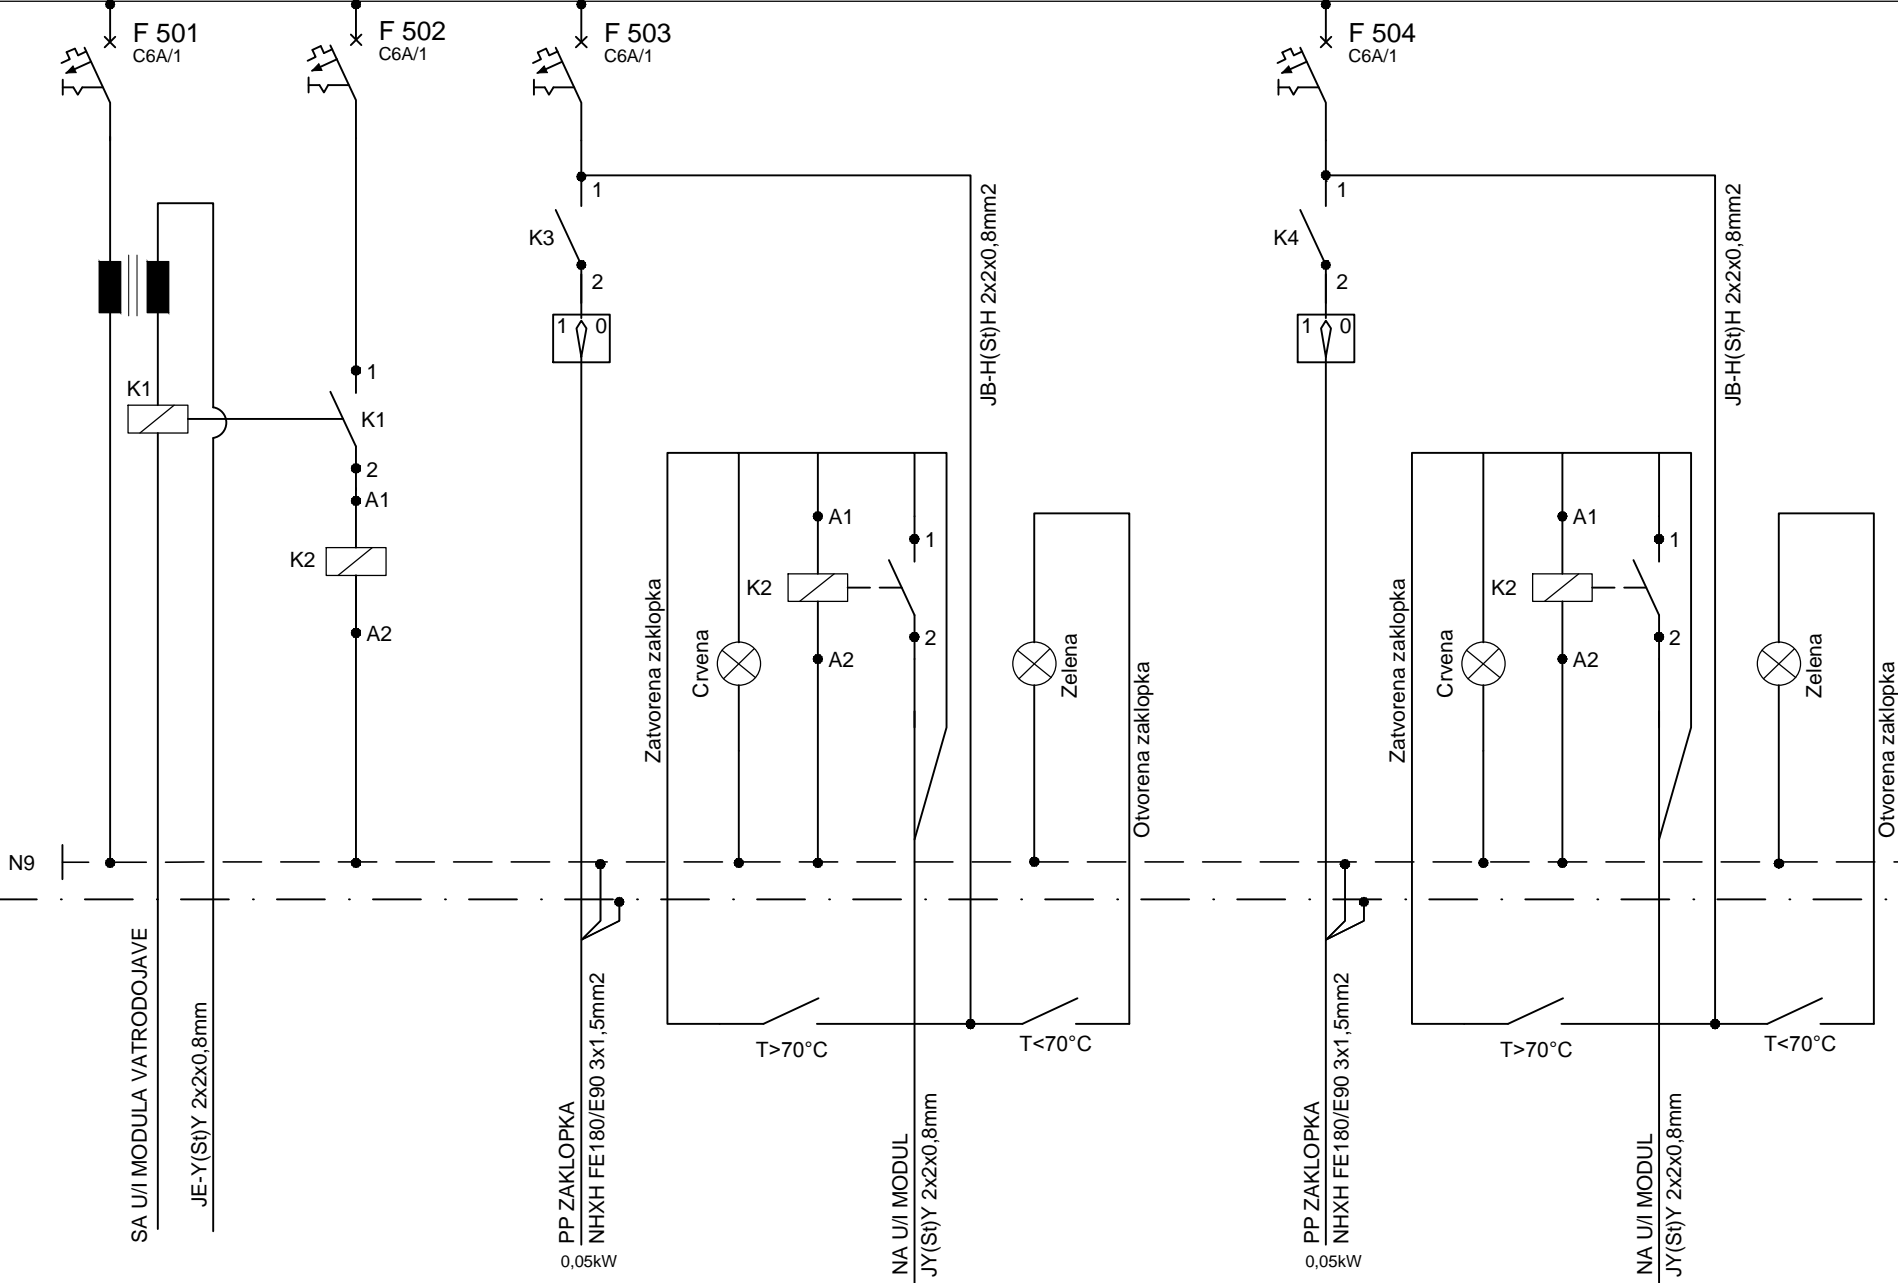 F 501
C6A/1
F 502
C6A/1
F 503
C6A/1
F 504
C6A/1
1
K3
2
1 0
JB-H(St)H 2x2x0,8mm2
1
K4
2
1 0
JB-H(St)H 2x2x0,8mm2
K1
1
K1
2
A1
K2
A2
Zatvorena zaklopka
Crvena
A1
K2
A2
1
2
Zelena
Otvorena zaklopka
Zatvorena zaklopka
Crvena
A1
K2
A2
1
2
Zelena
Otvorena zaklopka
N9
SA U/I MODULA VATRODOJAVE
JE-Y(St)Y 2x2x0,8mm
PP ZAKLOPKA
NHXH FE180/E90 3x1,5mm2
0,05kW
T>70°C
T<70°C
NA U/I MODUL
JY(St)Y 2x2x0,8mm
PP ZAKLOPKA
NHXH FE180/E90 3x1,5mm2
0,05kW
T>70°C
T<70°C
NA U/I MODUL
JY(St)Y 2x2x0,8mm